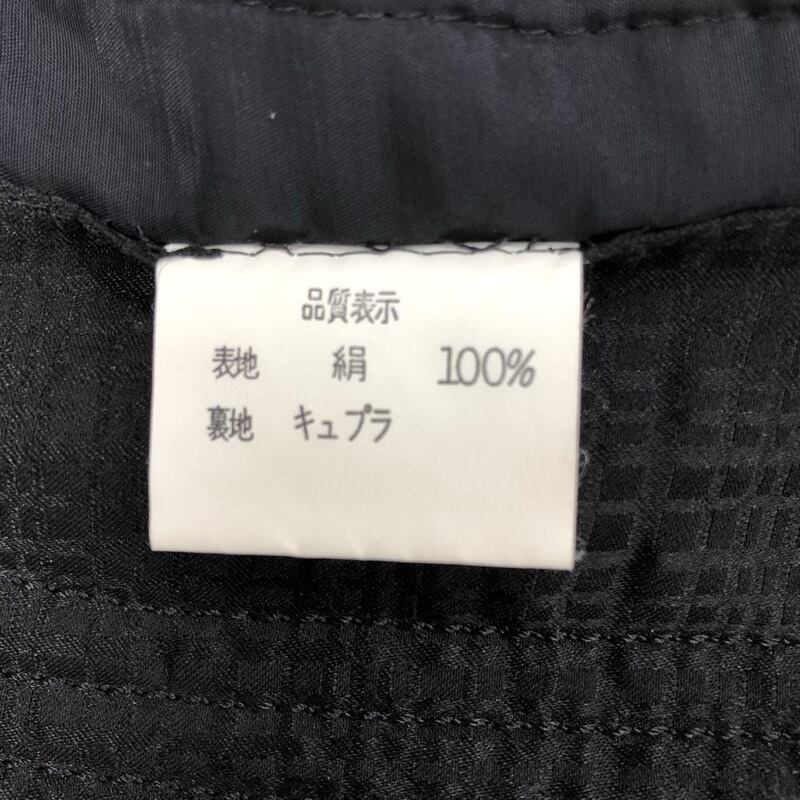 品質表示
表地 絹 100%
裏地 キュプラ